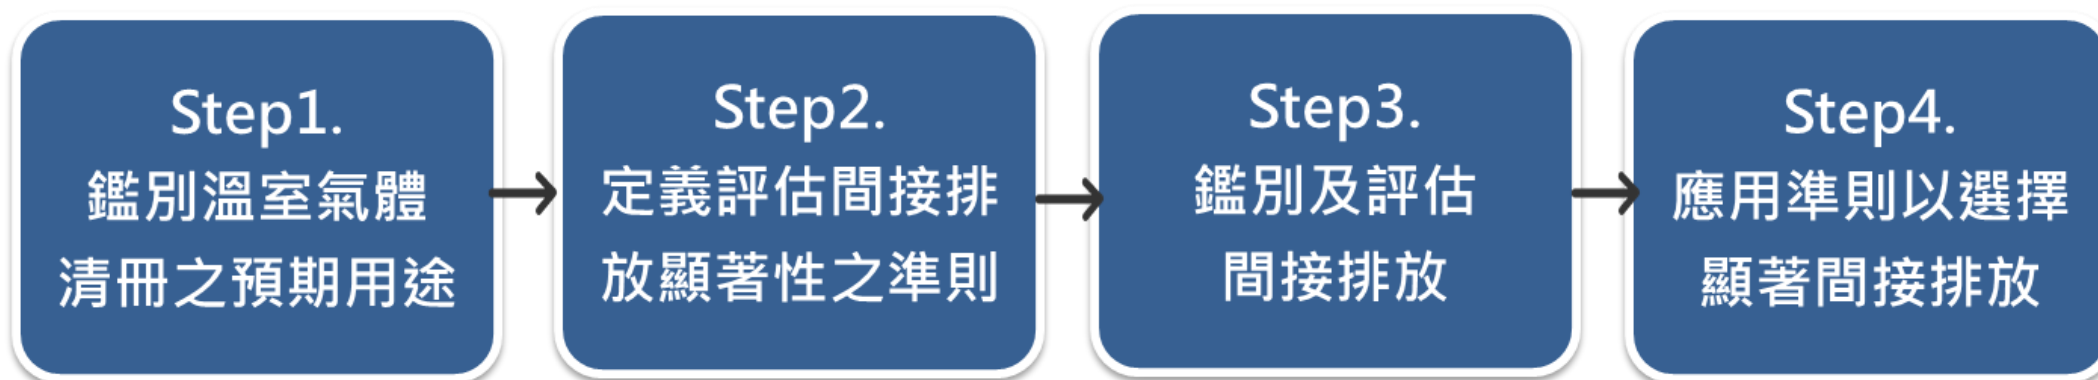 Step1.
鑑別溫室氣體
清冊之預期用途
Step2.
定義評估間接排
放顯著性之準則
Step3.
鑑別及評估
間接排放
Step4.
應用準則以選擇
顯著間接排放